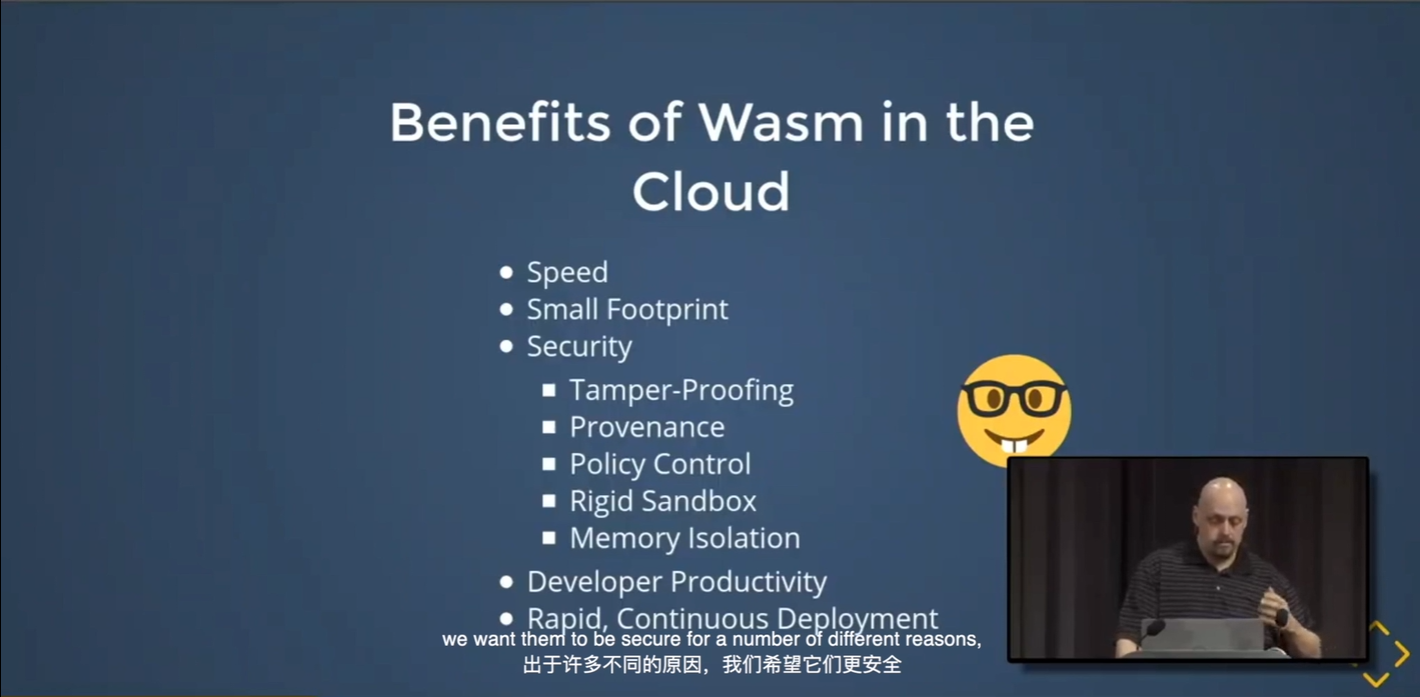 Benefits of Wasm in the
Cloud
Speed
Small Footprint
Security
Tamper-Proofing
Provenance
Policy Control
Rigid Sandbox
Memory Isolation
Developer Productivity
Rapid, Continuous Deployment
we want them to be secure for a number of different reasons,
出于许多不同的原因，我们希望它们更安全